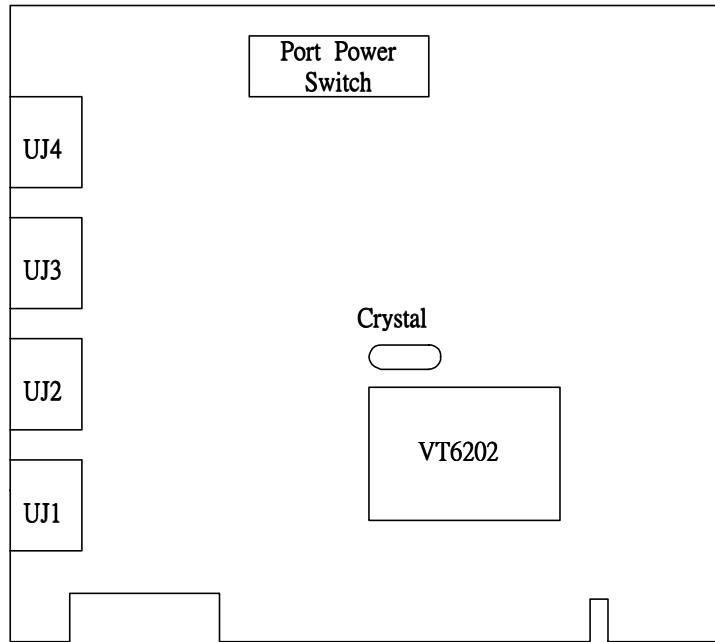 Port Power
Switch
UJ4
UJ3
Crystal
UJ2
VT6202
UJ1